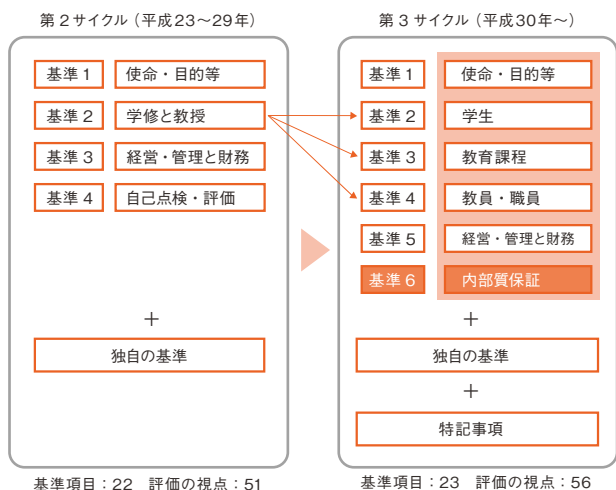 第2サイクル（平成23～29年）
基準1 使命・目的等
基準2 学修と教授
基準3 経営・管理と財務
基準4 自己点検・評価
+
独自の基準
基準項目：22 評価の視点：51
第3サイクル（平成30年～）
基準1 使命・目的等
基準2 学生
基準3 教育課程
基準4 教員・職員
基準5 経営・管理と財務
基準6 内部質保証
+
独自の基準
+
特記事項
基準項目：23 評価の視点：56